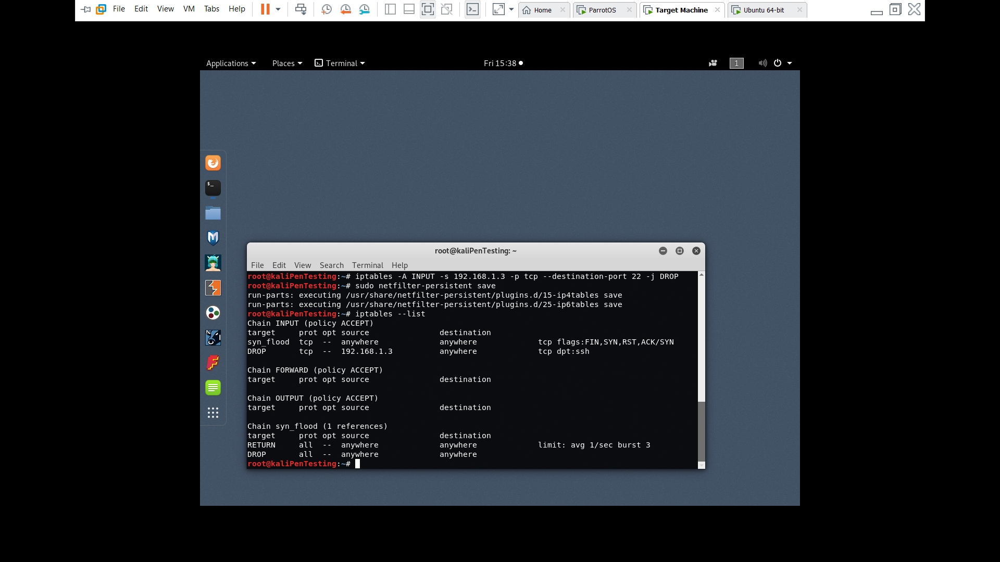 File Edit View VM Tabs Help Home ParrotOS Target Machine Ubuntu 64-bit
Applications Places Terminal Fri 15:38 1
$_
root@kaliPenTesting: ~
File Edit View Search Terminal Help
root@kaliPenTesting:~# iptables -A INPUT -s 192.168.1.3 -p tcp --destination-port 22 -j DROP
root@kaliPenTesting:~# sudo netfilter-persistent save
run-parts: executing /usr/share/netfilter-persistent/plugins.d/15-ip4tables save
run-parts: executing /usr/share/netfilter-persistent/plugins.d/25-ip6tables save
root@kaliPenTesting:~# iptables --list
Chain INPUT (policy ACCEPT)
target     prot opt source               destination
syn_flood  tcp  --  anywhere             anywhere             tcp flags:FIN,SYN,RST,ACK/SYN
DROP       tcp  --  192.168.1.3          anywhere             tcp dpt:ssh
Chain FORWARD (policy ACCEPT)
target     prot opt source               destination
Chain OUTPUT (policy ACCEPT)
target     prot opt source               destination
Chain syn_flood (1 references)
target     prot opt source               destination
RETURN     all  --  anywhere             anywhere             limit: avg 1/sec burst 3
DROP       all  --  anywhere             anywhere
root@kaliPenTesting:~#